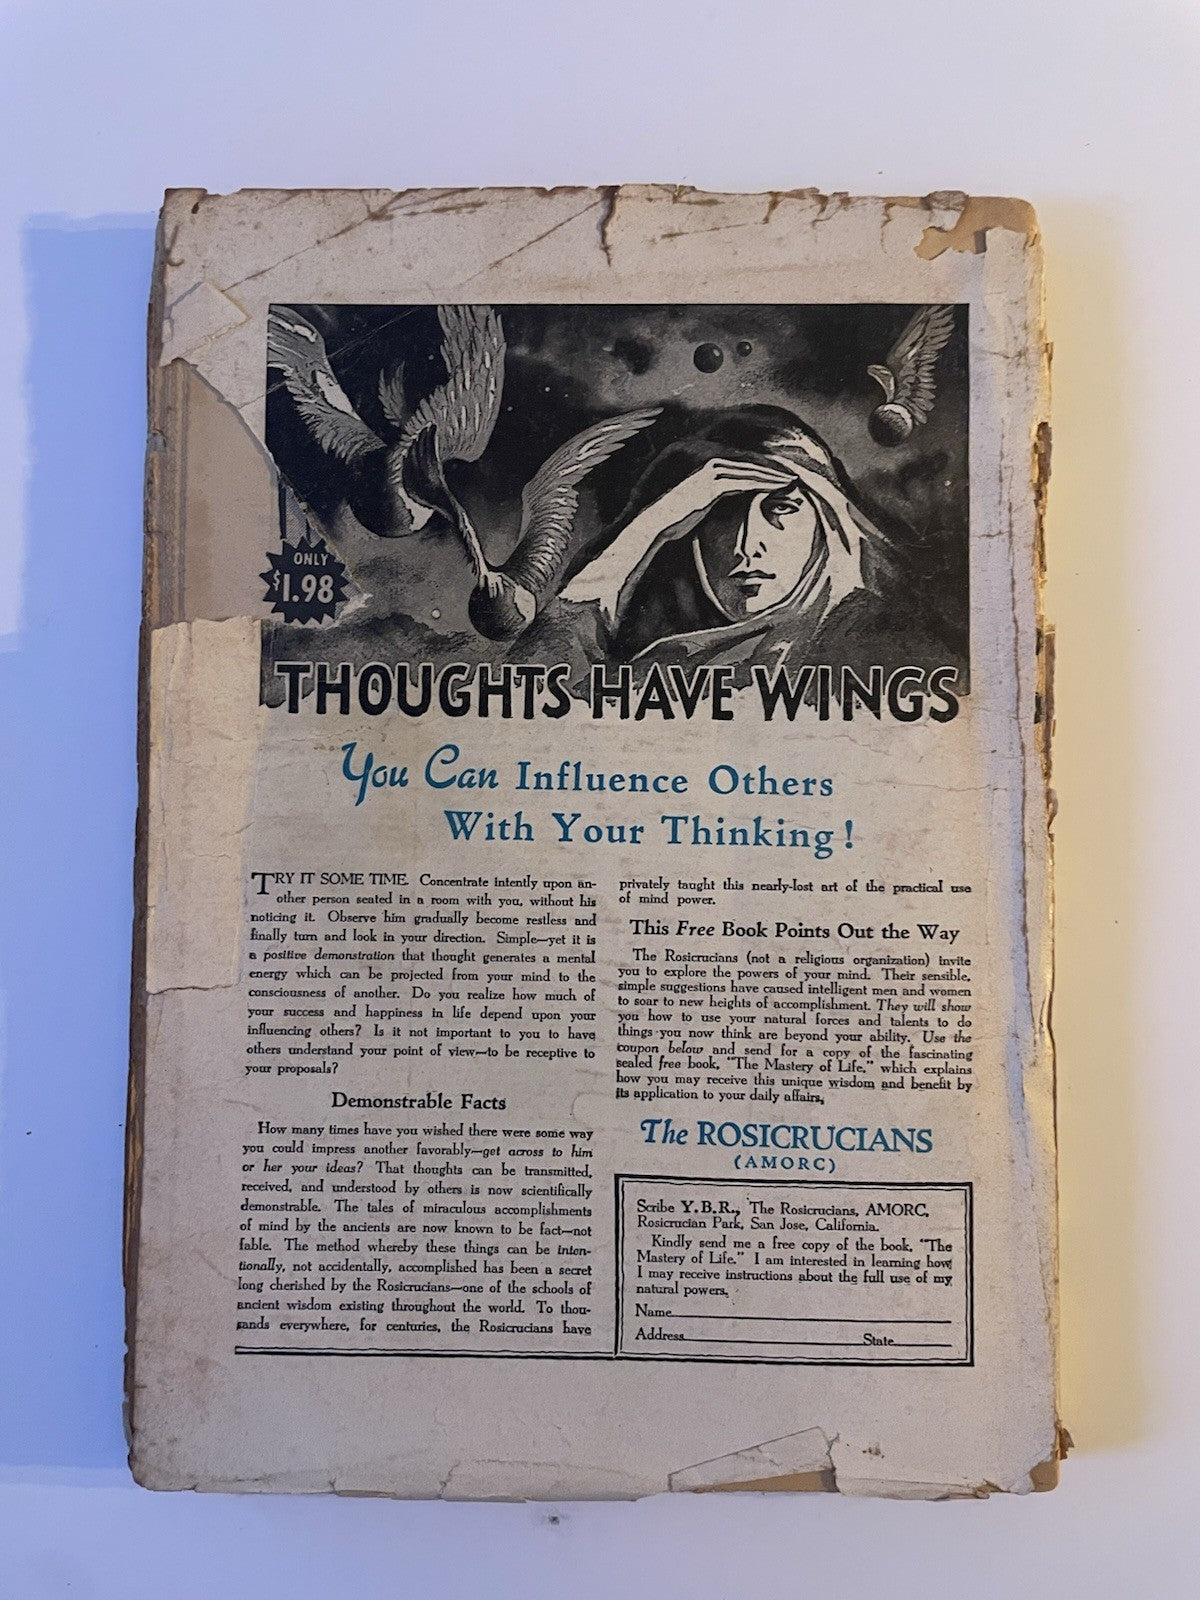 ONLY
$1.98
THOUGHTS HAVE WINGS
You Can Influence Others
With Your Thinking!
TRY IT SOME TIME. Concentrate intently upon an-
other person seated in a room with you, without his
noticing it. Observe him gradually become restless and
finally turn and look in your direction. Simple—yet it is
a positive demonstration that thought generates a mental
energy which can be projected from your mind to the
consciousness of another. Do you realize how much of
your success and happiness in life depend upon your
influencing others? Is it not important to you to have
others understand your point of view—to be receptive to
your proposals?
Demonstrable Facts
How many times have you wished there were some way
you could impress another favorably—get across to him
or her your ideas? That thoughts can be transmitted,
received, and understood by others is now scientifically
demonstrable. The tales of miraculous accomplishments
of mind by the ancients are now known to be fact—not
fable. The method whereby these things can be inten-
tionally, not accidentally, accomplished has been a secret
long cherished by the Rosicrucians—one of the schools of
ancient wisdom existing throughout the world. To thou-
sands everywhere, for centuries, the Rosicrucians have
privately taught this nearly-lost art of the practical use
of mind power.
This Free Book Points Out the Way
The Rosicrucians (not a religious organization) invite
you to explore the powers of your mind. Their sensible,
simple suggestions have caused intelligent men and women
to soar to new heights of accomplishment. They will show
you how to use your natural forces and talents to do
things you now think are beyond your ability. Use the
coupon below and send for a copy of the fascinating
sealed free book, "The Mastery of Life," which explains
how you may receive this unique wisdom and benefit by
its application to your daily affairs.
The ROSICRUCIANS
(AMORC)
Scribe Y.B.R., The Rosicrucians, AMORC,
Rosicrucian Park, San Jose, California.
Kindly send me a free copy of the book, "The
Mastery of Life." I am interested in learning how
I may receive instructions about the full use of my
natural powers.
Name
Address State